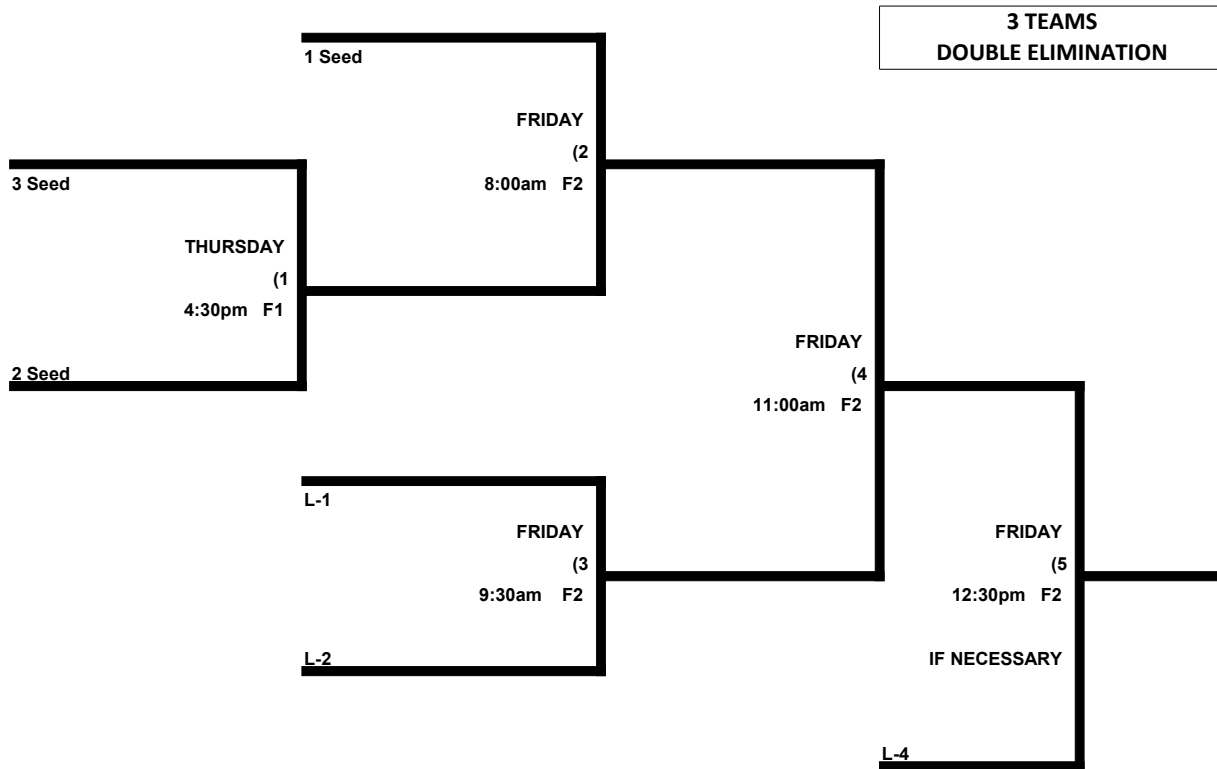 3 TEAMS
DOUBLE ELIMINATION
1 Seed
FRIDAY
(2
8:00am F2
3 Seed
THURSDAY
(1
4:30pm F1
2 Seed
FRIDAY
(4
11:00am F2
L-1
FRIDAY
(3
9:30am F2
L-2
FRIDAY
(5
12:30pm F2
IF NECESSARY
L-4